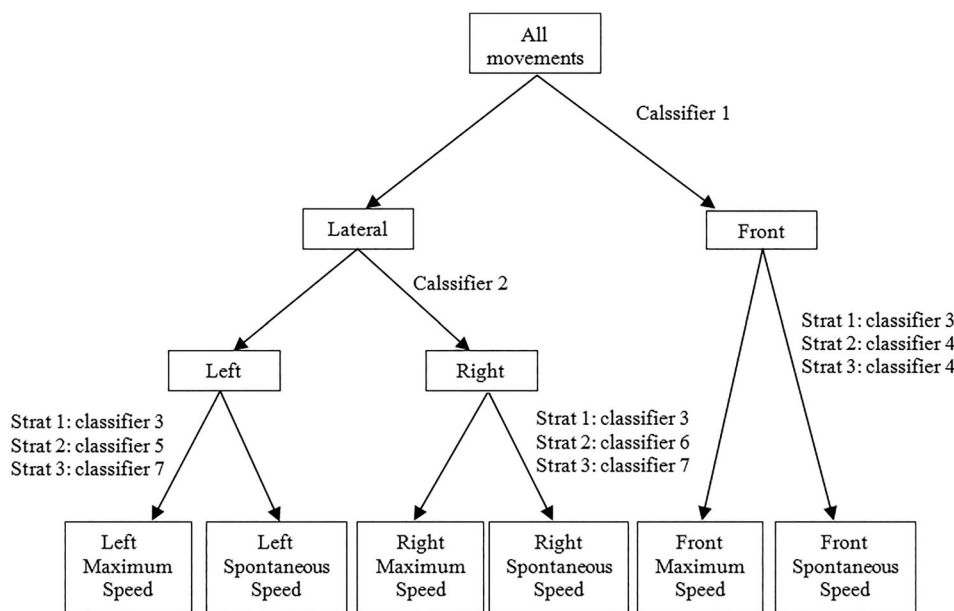 All
movements
Calssifier 1
Lateral
Front
Calssifier 2
Strat 1: classifier 3
Strat 2: classifier 4
Strat 3: classifier 4
Left
Right
Strat 1: classifier 3
Strat 2: classifier 5
Strat 3: classifier 7
Strat 1: classifier 3
Strat 2: classifier 6
Strat 3: classifier 7
Left
Maximum
Speed
Left
Spontaneous
Speed
Right
Maximum
Speed
Right
Spontaneous
Speed
Front
Maximum
Speed
Front
Spontaneous
Speed